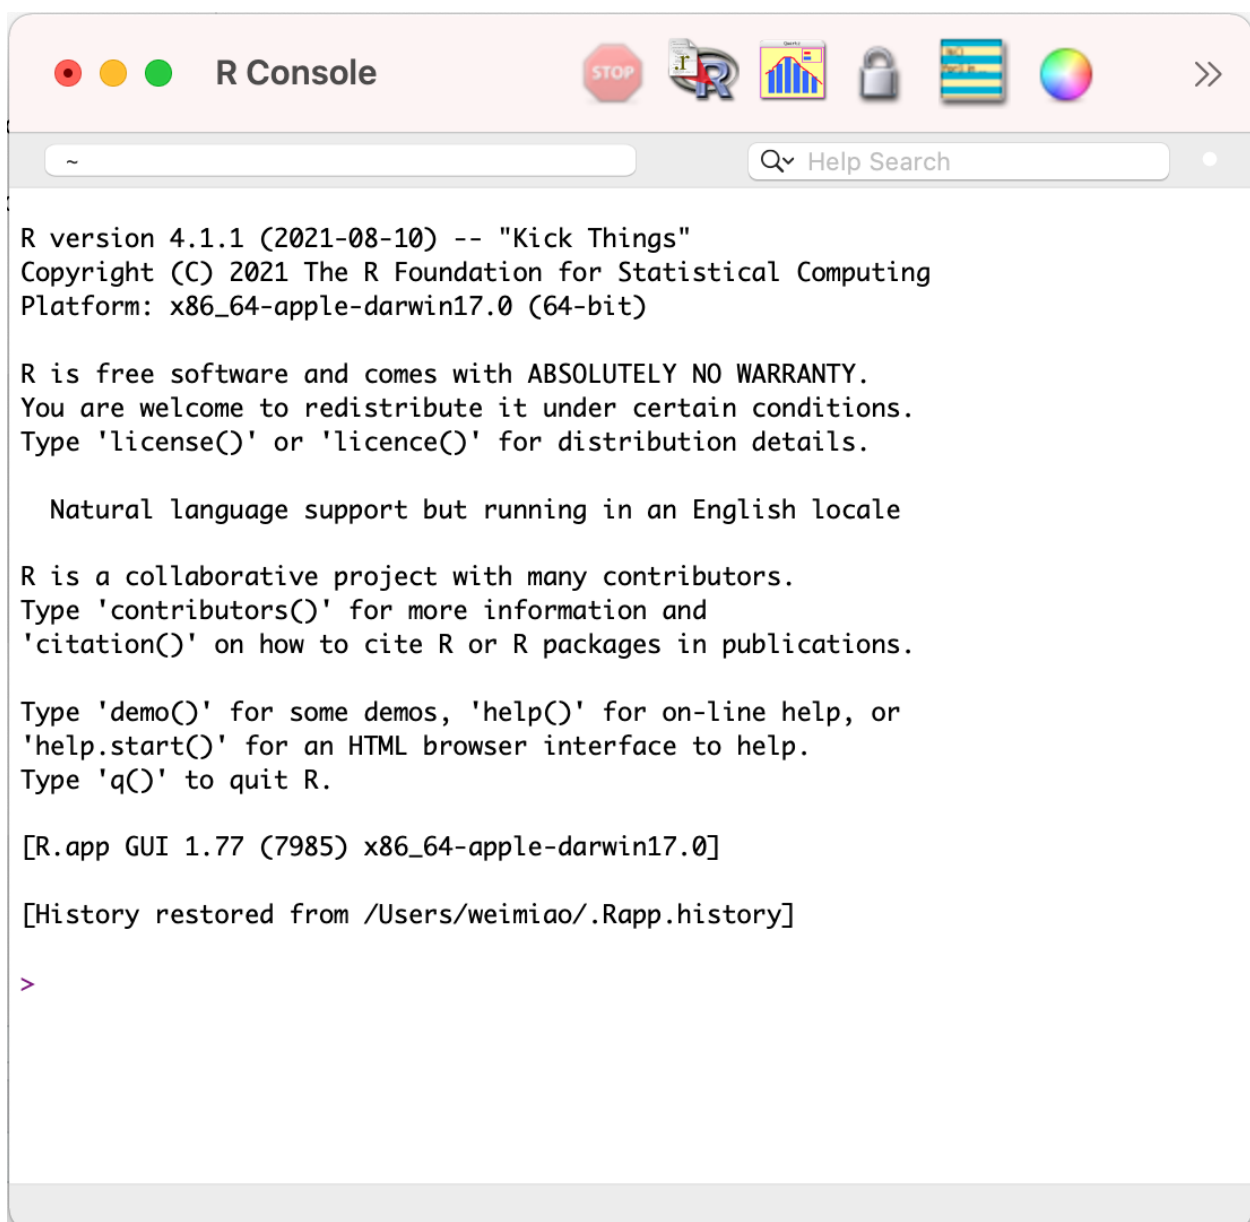 R Console
STOP
~
Help Search
R version 4.1.1 (2021-08-10) -- "Kick Things"
Copyright (C) 2021 The R Foundation for Statistical Computing
Platform: x86_64-apple-darwin17.0 (64-bit)
R is free software and comes with ABSOLUTELY NO WARRANTY.
You are welcome to redistribute it under certain conditions.
Type 'license()' or 'licence()' for distribution details.
Natural language support but running in an English locale
R is a collaborative project with many contributors.
Type 'contributors()' for more information and
'citation()' on how to cite R or R packages in publications.
Type 'demo()' for some demos, 'help()' for on-line help, or
'help.start()' for an HTML browser interface to help.
Type 'q()' to quit R.
[R.app GUI 1.77 (7985) x86_64-apple-darwin17.0]
[History restored from /Users/weimiao/.Rapp.history]
>